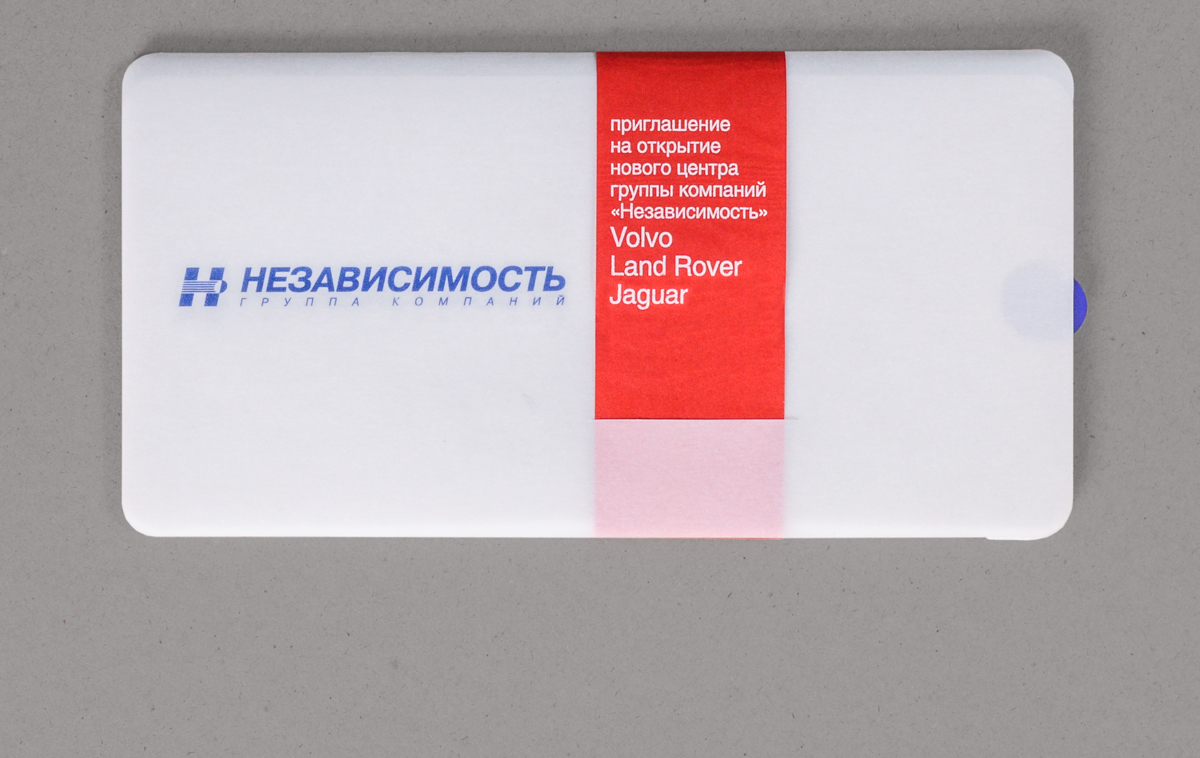 НЕЗАВИСИМОСТЬ
ГРУППА КОМПАНИЙ
приглашение
на открытие
нового центра
группы компаний
«Независимость»
Volvo
Land Rover
Jaguar